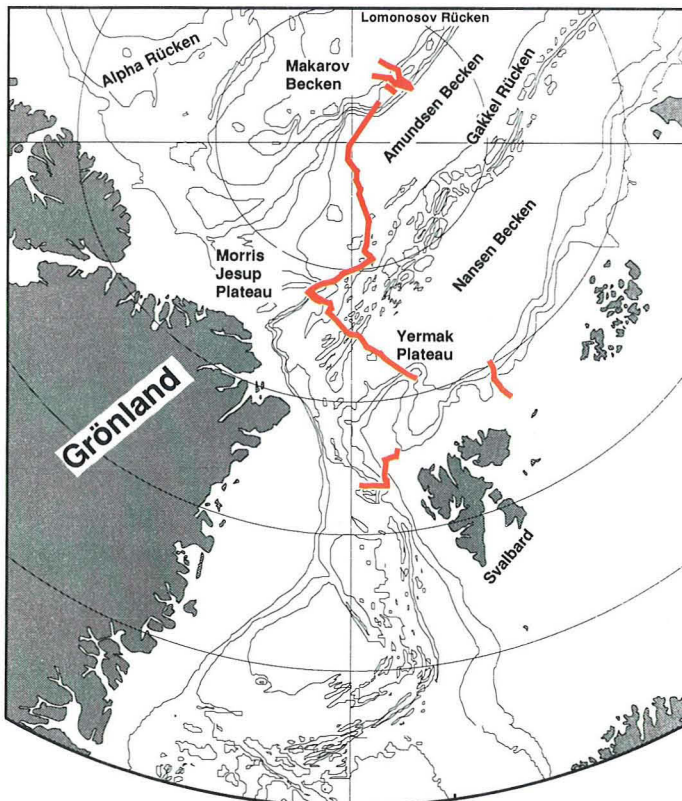 Lomonosov Rücken
Alpha Rücken
Makarov
Becken
Amundsen Becken
Gakkel Rücken
Nansen Becken
Morris
Jesup
Plateau
Yermak
Plateau
Grönland
Svalbard